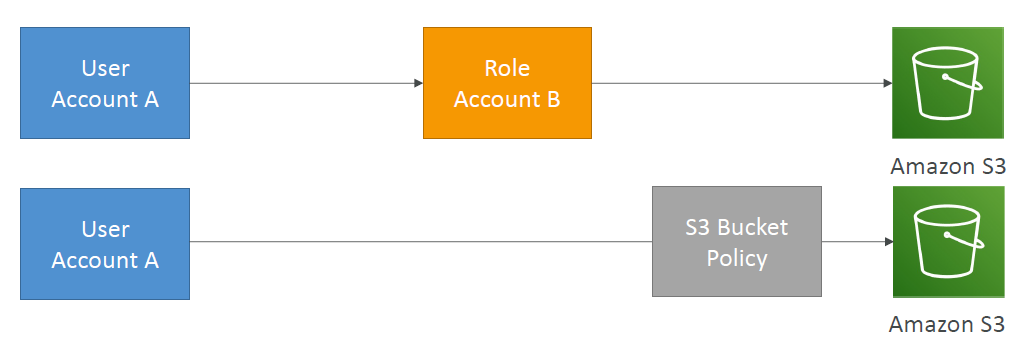 User
Account A
Role
Account B
Amazon S3
User
Account A
S3 Bucket
Policy
Amazon S3